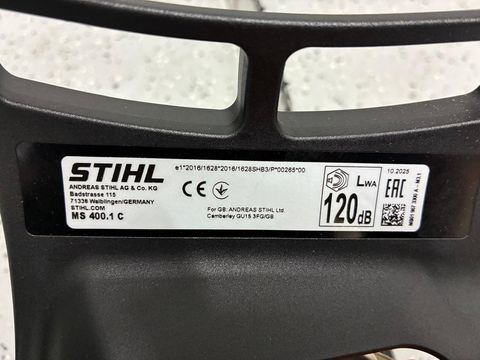 STIHL
ANDREAS STIHL AG & Co. KG
Badstrasse 115
71336 Waiblingen/GERMANY
STIHL.COM
MS 400.1 C
e1*2016/1628*2016/1628SHB3/P*00265*00
CE
For GB: ANDREAS STIHL Ltd.
Camberley GU15 3FG/GB
LWA
120dB
10.2025
EAC